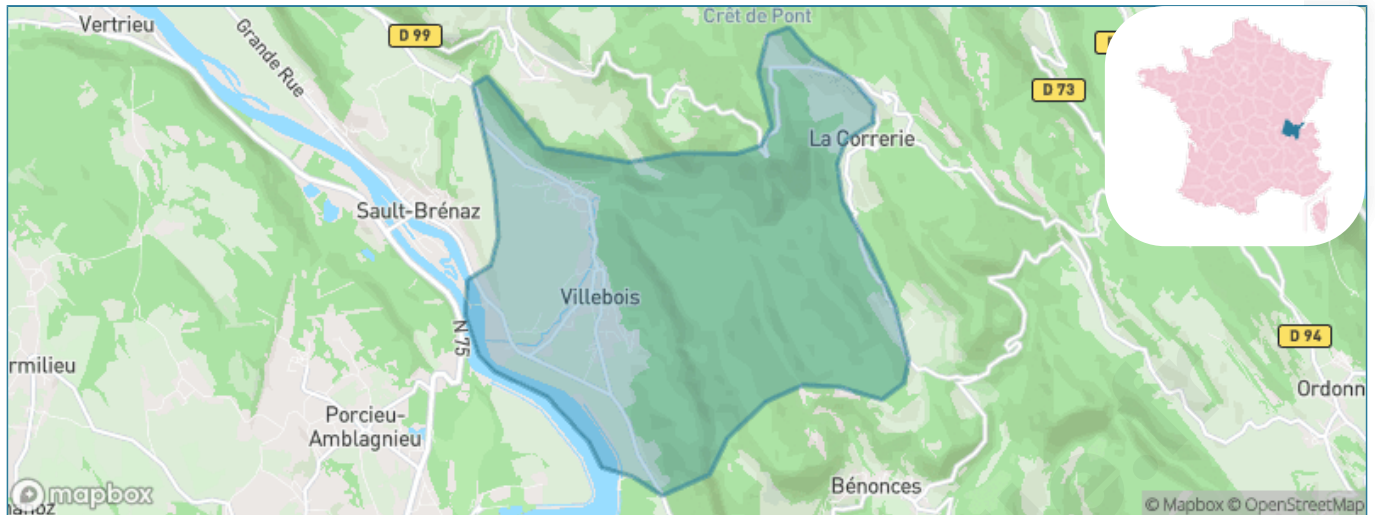 Crêt de Pont
Vertrieu
D 99
Grande Rue
D 73
La Correrie
Sault-Brénaz
Villebois
N 75
D 94
rmilieu
Ordonn
Porcieu-
Amblagnieu
Bénonces
mapbox
© Mapbox © OpenStreetMap